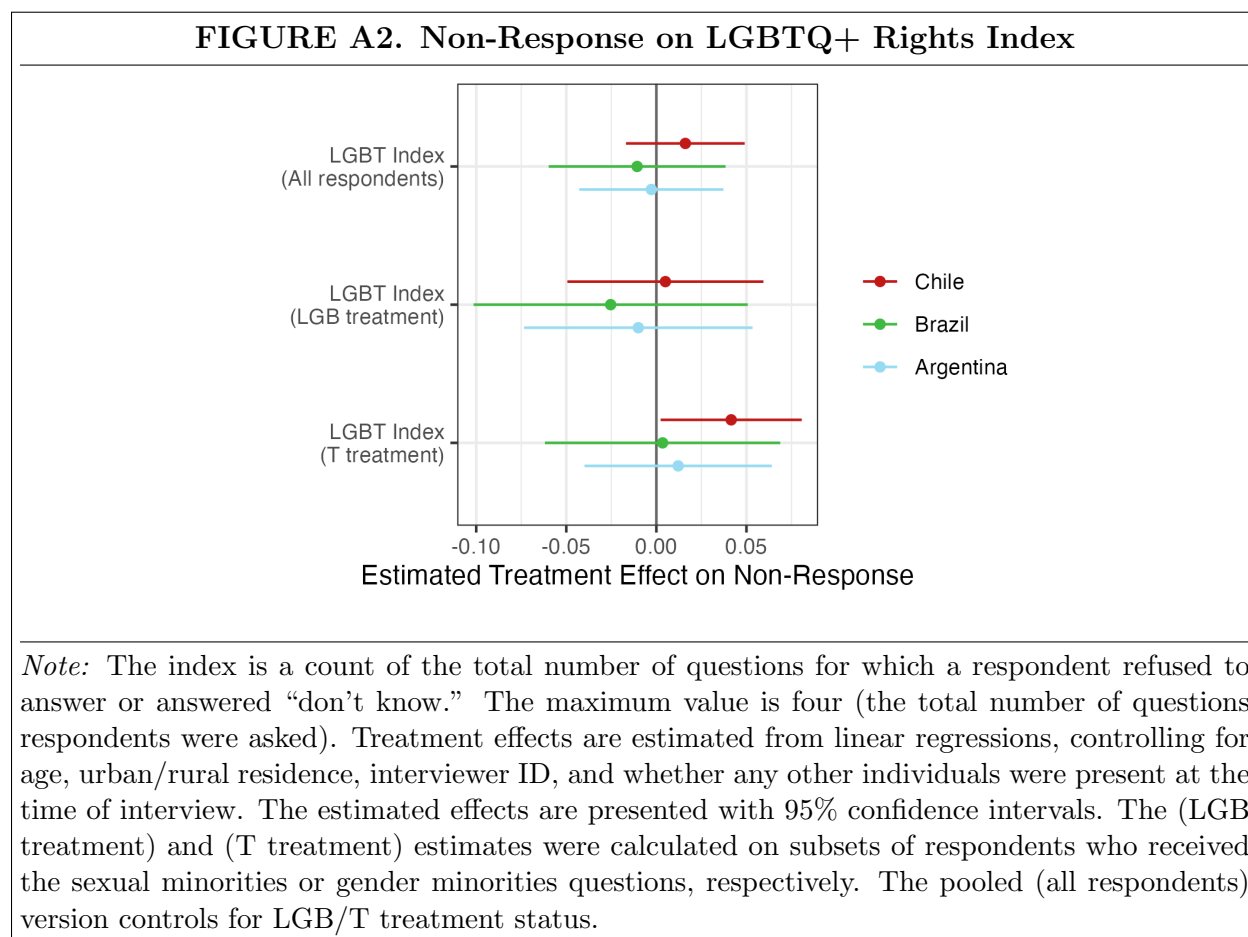 FIGURE A2. Non-Response on LGBTQ+ Rights Index
LGBT Index
(All respondents)
LGBT Index
(LGB treatment)
LGBT Index
(T treatment)
Chile
Brazil
Argentina
-0.10 -0.05 0.00 0.05
Estimated Treatment Effect on Non-Response
Note: The index is a count of the total number of questions for which a respondent refused to
answer or answered “don’t know.” The maximum value is four (the total number of questions
respondents were asked). Treatment effects are estimated from linear regressions, controlling for
age, urban/rural residence, interviewer ID, and whether any other individuals were present at the
time of interview. The estimated effects are presented with 95% confidence intervals. The (LGB
treatment) and (T treatment) estimates were calculated on subsets of respondents who received
the sexual minorities or gender minorities questions, respectively. The pooled (all respondents)
version controls for LGB/T treatment status.